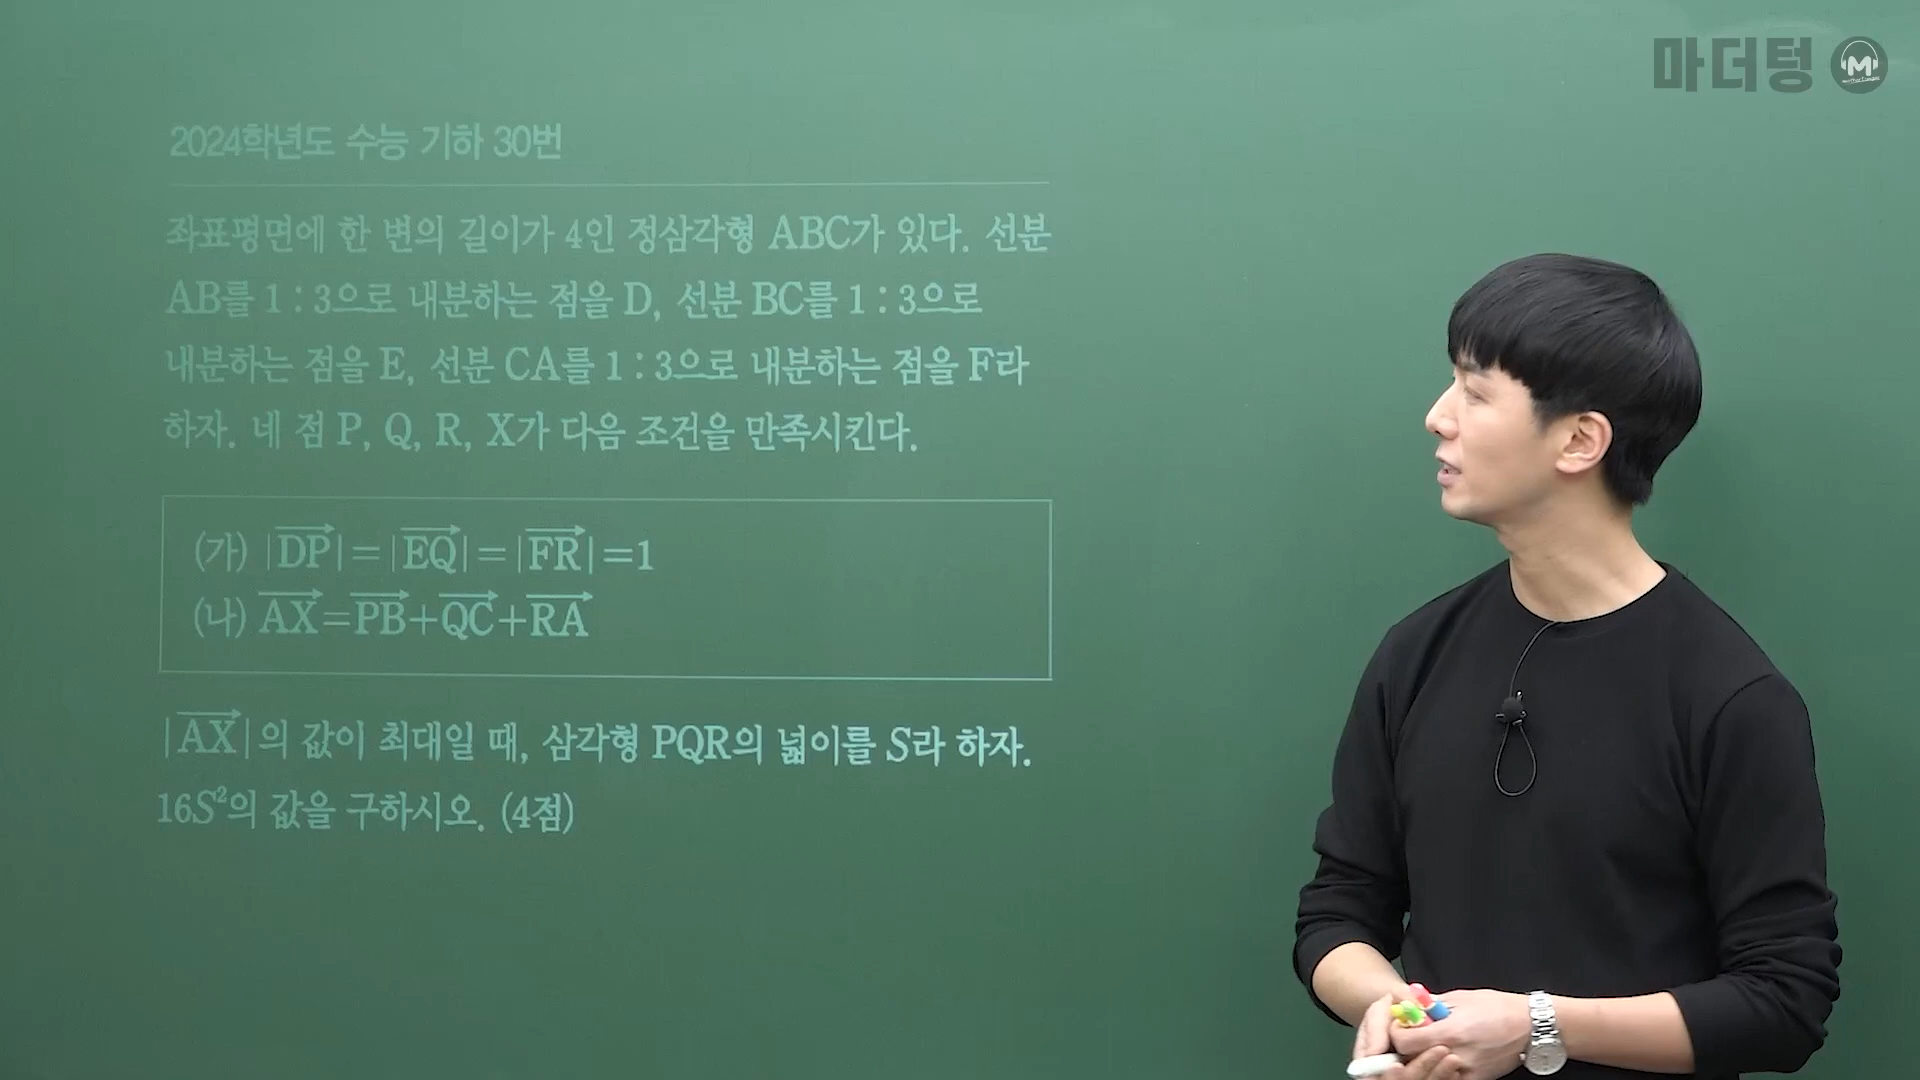 마더텅
2024학년도 수능 기하 30번
좌표평면에 한 변의 길이가 4인 정삼각형 ABC가 있다. 선분
AB를 1 : 3으로 내분하는 점을 D, 선분 BC를 1 : 3으로
내분하는 점을 E, 선분 CA를 1 : 3으로 내분하는 점을 F라
하자. 네 점 P, Q, R, X가 다음 조건을 만족시킨다.
(가) |DP|=|EQ|=|FR|=1
(나) AX=PB+QC+RA
|AX|의 값이 최대일 때, 삼각형 PQR의 넓이를 S라 하자.
16S²의 값을 구하시오. (4점)